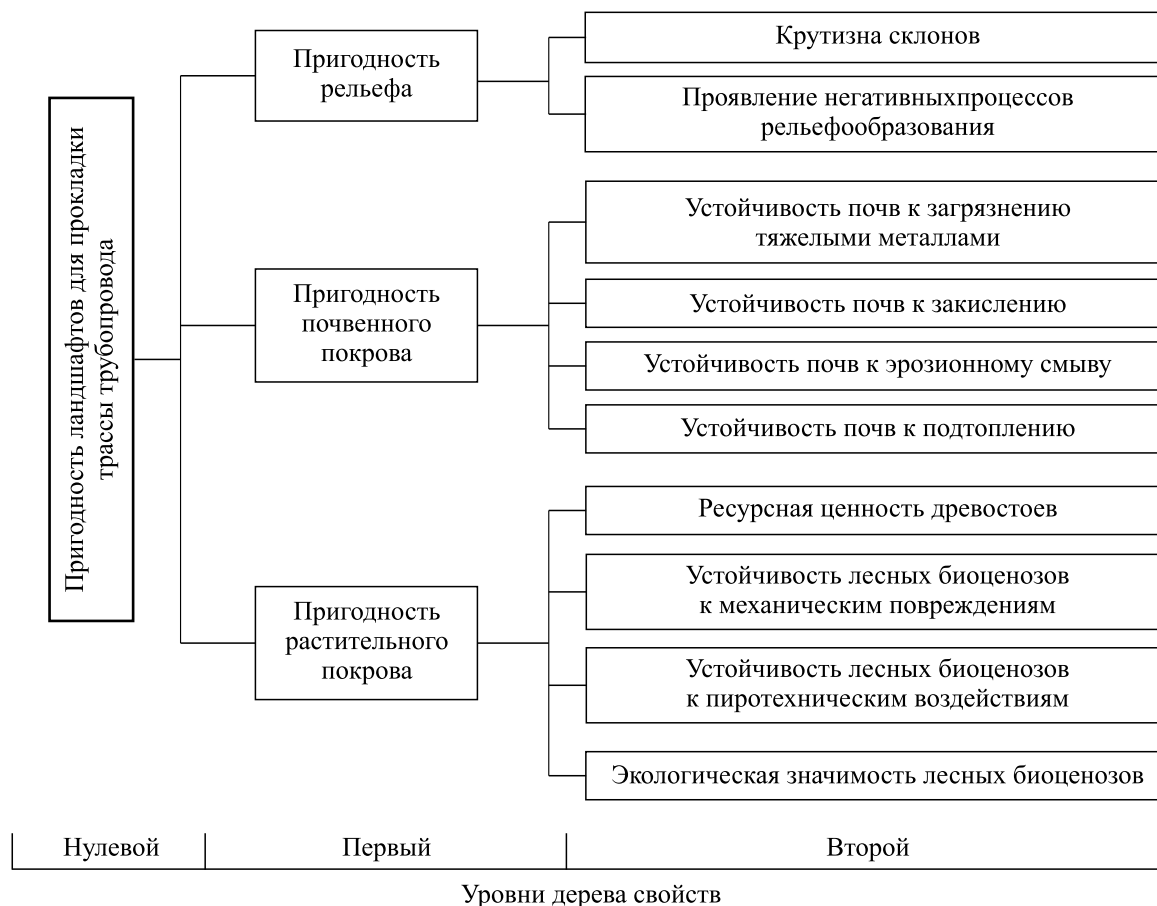 Пригодность ландшафтов для прокладки
трассы трубопровода
Пригодность
рельефа
Крутизна склонов
Проявление негативныхпроцессов
рельефообразования
Пригодность
почвенного
покрова
Устойчивость почв к загрязнению
тяжелыми металлами
Устойчивость почв к закислению
Устойчивость почв к эрозионному смыву
Устойчивость почв к подтоплению
Пригодность
растительного
покрова
Ресурсная ценность древостоев
Устойчивость лесных биоценозов
к механическим повреждениям
Устойчивость лесных биоценозов
к пиротехническим воздействиям
Экологическая значимость лесных биоценозов
Нулевой
Первый
Второй
Уровни дерева свойств